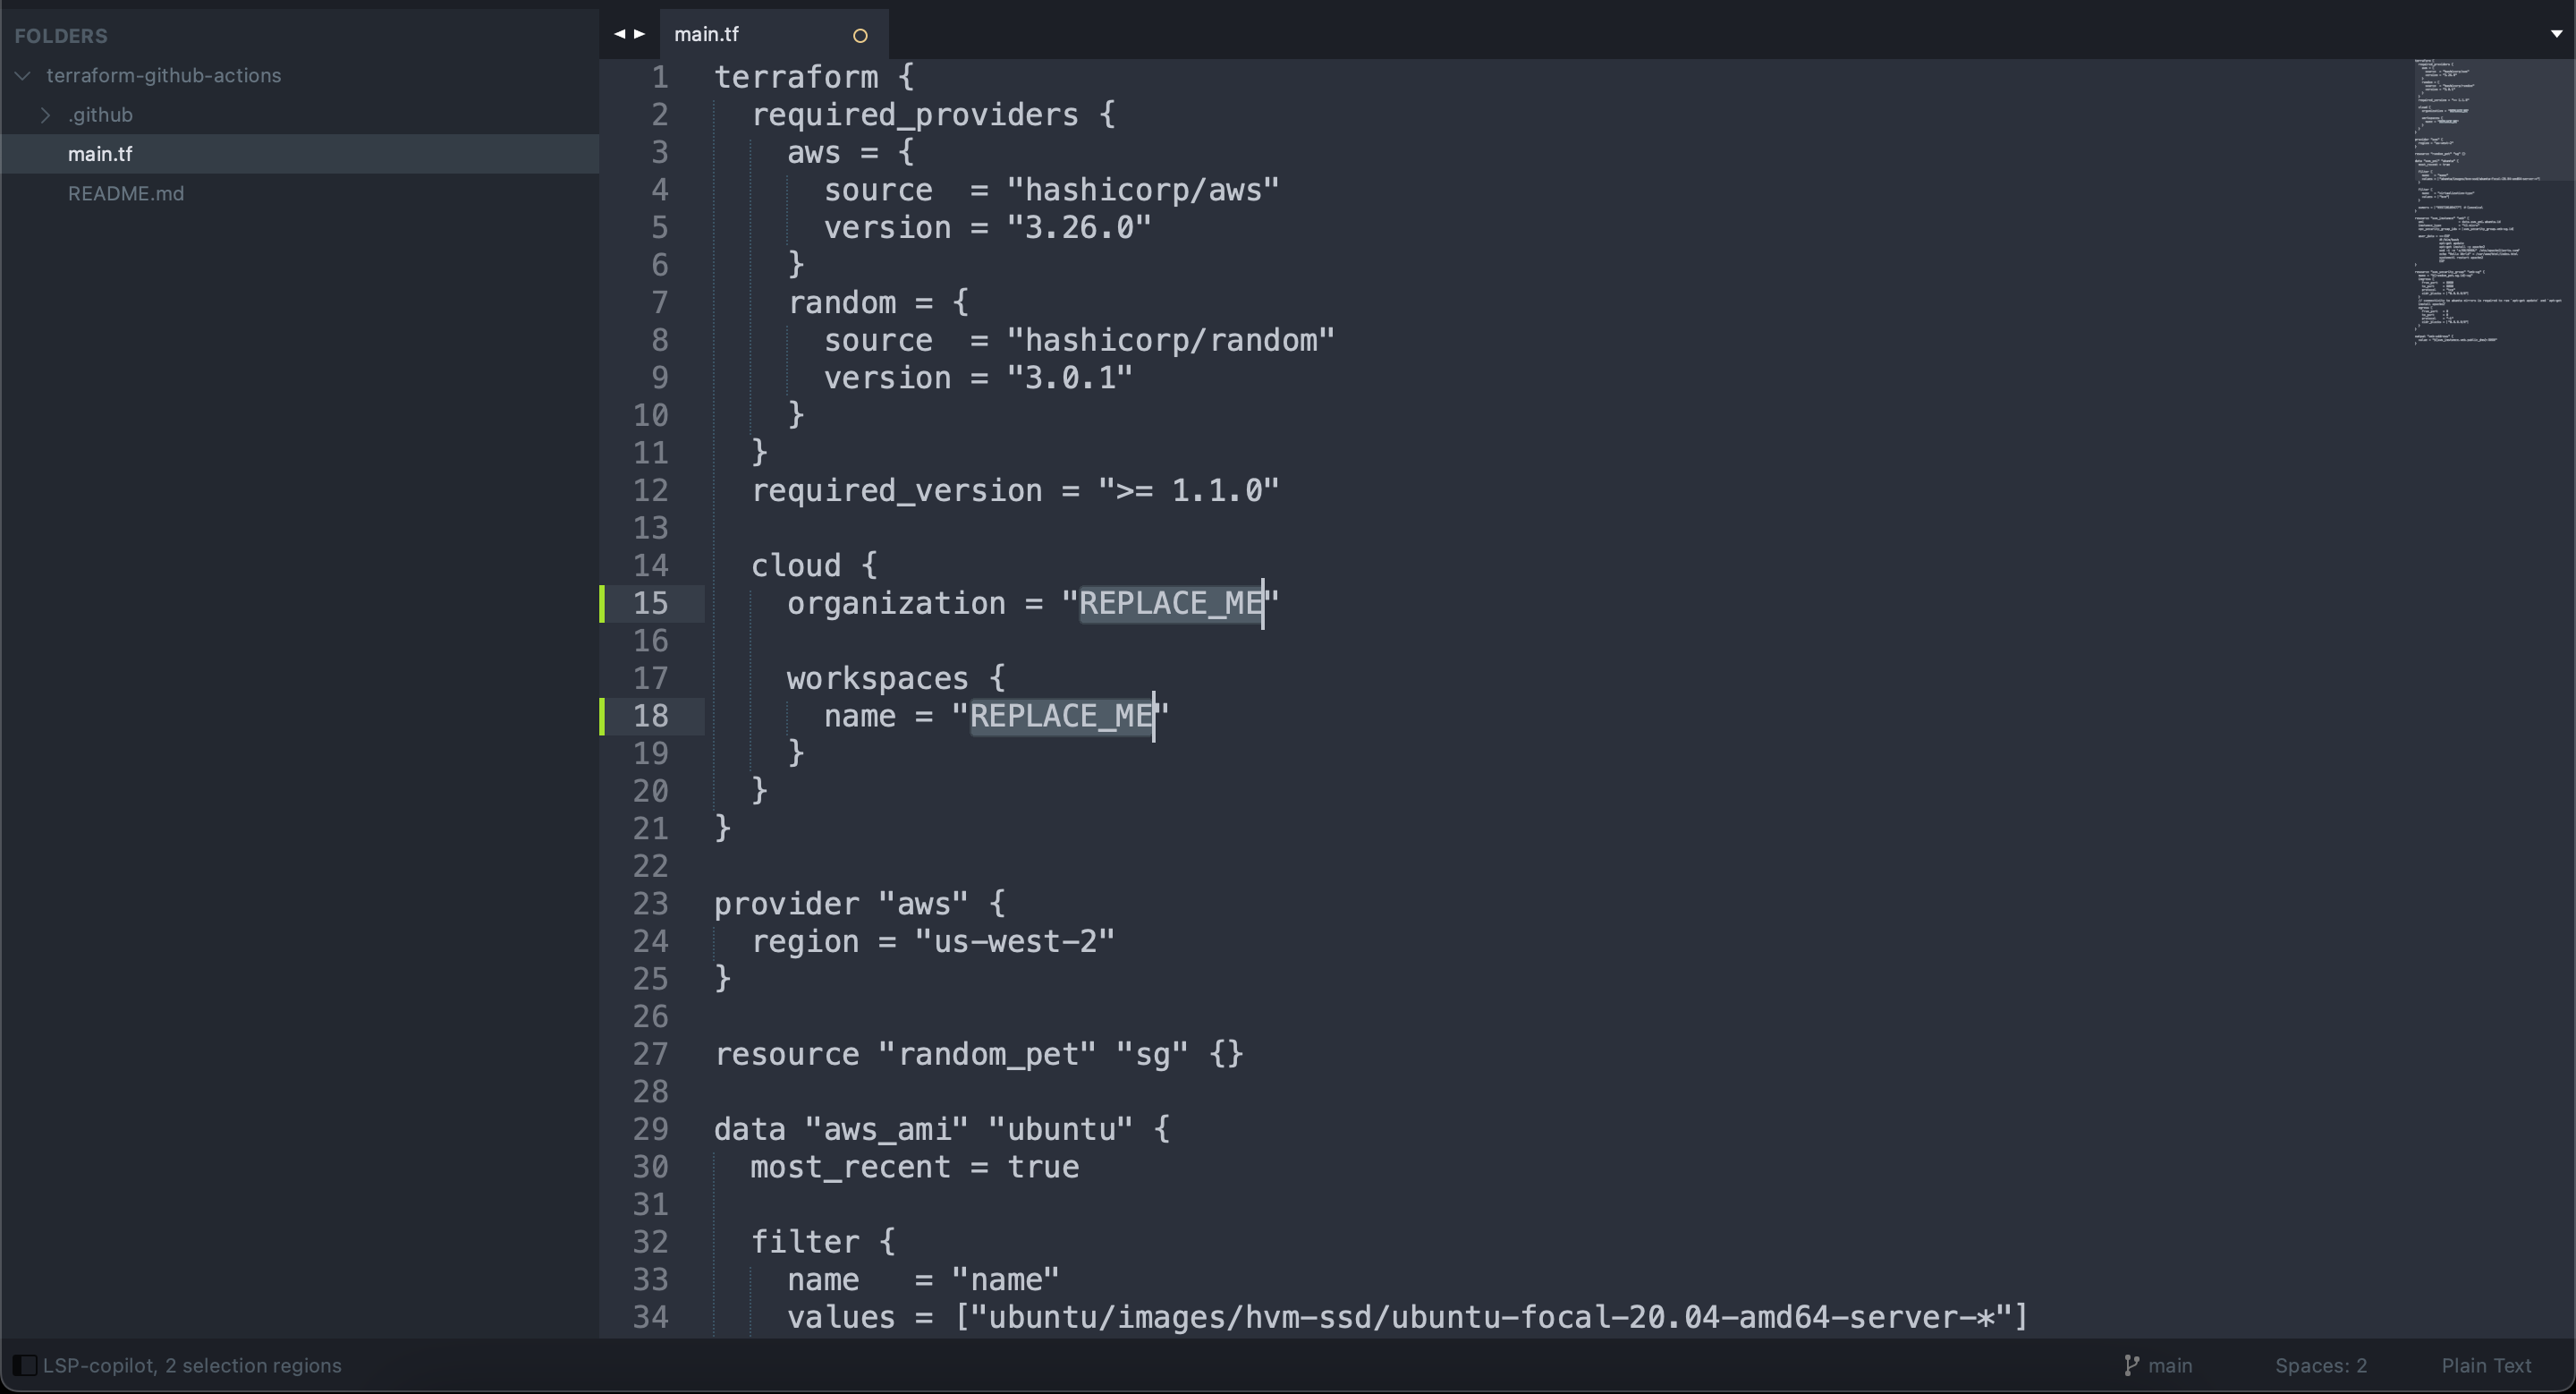 FOLDERS
terraform-github-actions
.github
main.tf
README.md
main.tf
1 terraform {
2   required_providers {
3     aws = {
4       source  = "hashicorp/aws"
5       version = "3.26.0"
6     }
7     random = {
8       source  = "hashicorp/random"
9       version = "3.0.1"
10     }
11   }
12   required_version = ">= 1.1.0"
13
14   cloud {
15     organization = "REPLACE_ME"
16
17     workspaces {
18       name = "REPLACE_ME"
19     }
20   }
21 }
22
23 provider "aws" {
24   region = "us-west-2"
25 }
26
27 resource "random_pet" "sg" {}
28
29 data "aws_ami" "ubuntu" {
30   most_recent = true
31
32   filter {
33     name   = "name"
34     values = ["ubuntu/images/hvm-ssd/ubuntu-focal-20.04-amd64-server-*"]
LSP-copilot, 2 selection regions
main
Spaces: 2
Plain Text